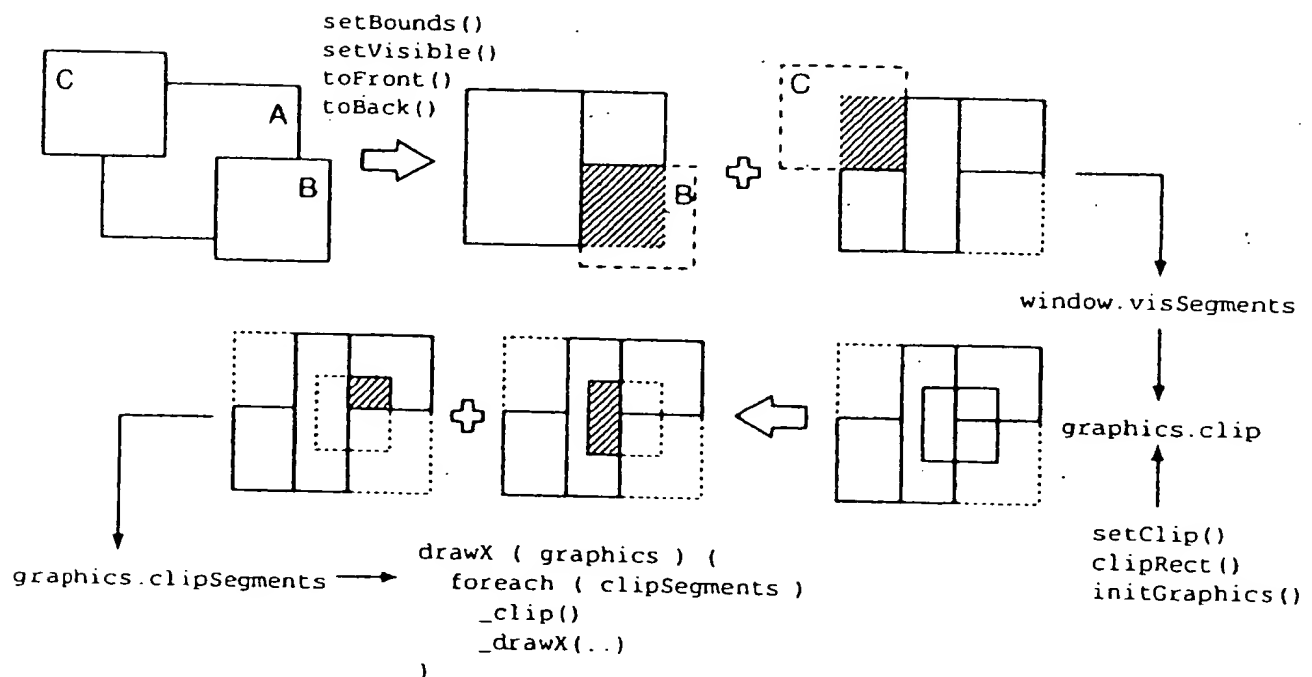 setBounds()
setVisible()
toFront()
toBack()
C
A
B
B
C
window.visSegments
graphics.clip
setClip()
clipRect()
initGraphics()
graphics.clipSegments
drawX ( graphics ) (
foreach ( clipSegments )
_clip()
_drawX(..)
)